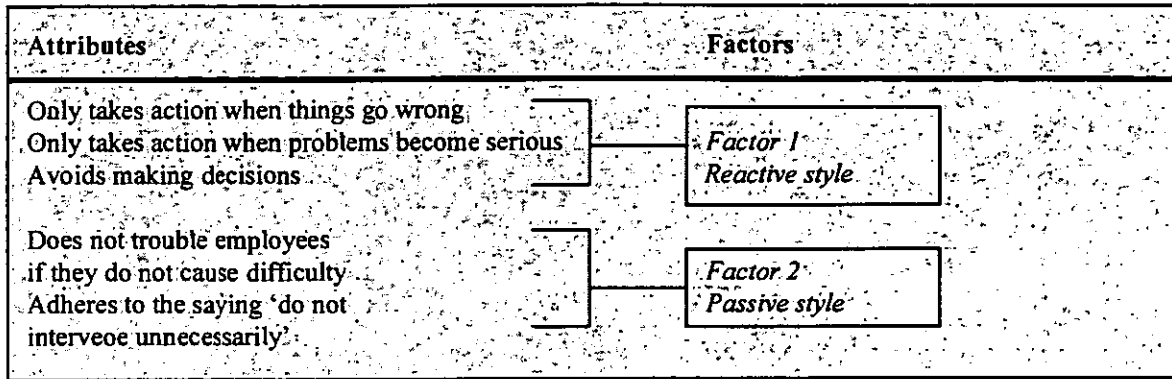 Attributes Factors
Only takes action when things go wrong
Only takes action when problems become serious
Avoids making decisions
Factor 1
Reactive style
Does not trouble employees
if they do not cause difficulty
Adheres to the saying ‘do not
interveoe unnecessarily’
Factor 2
Passive style